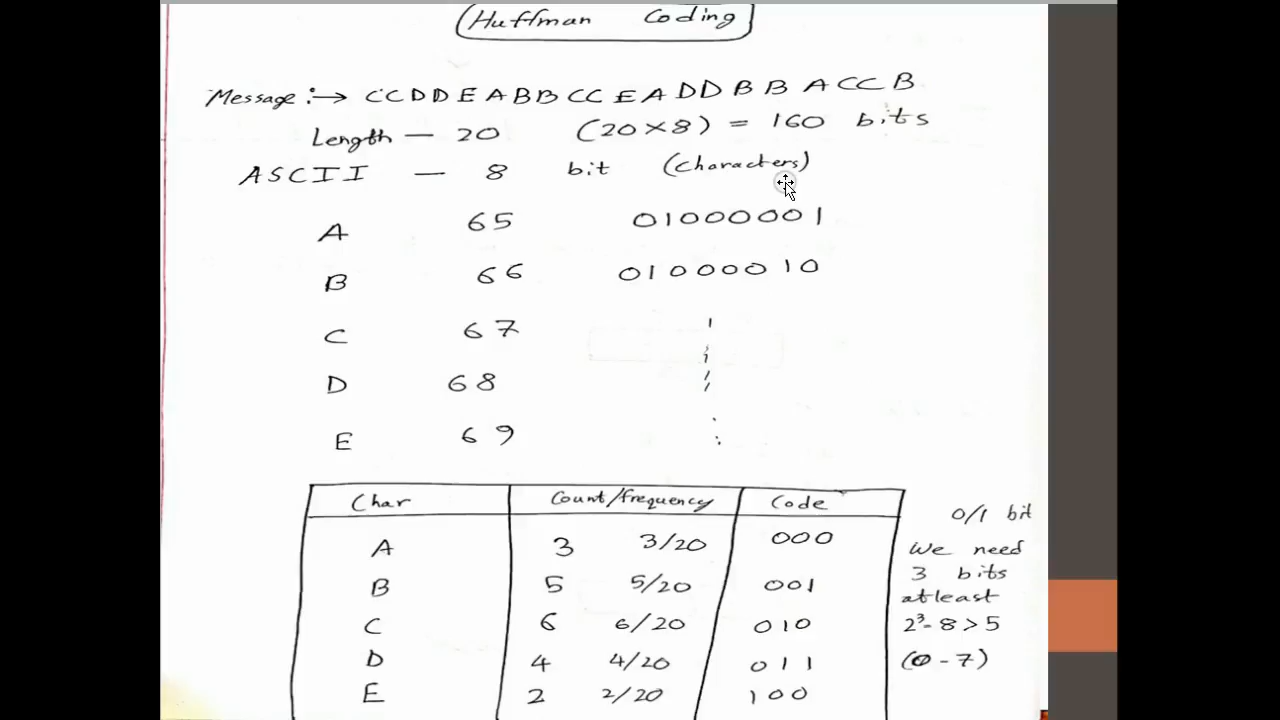 Huffman Coding
Message :→ CCDDEABBCCEADDBBACCB
Length — 20 (20×8) = 160 bits
ASCII — 8 bit (characters)
A 65 01000001
B 66 01000010
C 67
D 68
E 69
Char Count/frequency Code
0/1 bit
A 3 3/20 000
We need
3 bits
B 5 5/20 001
atleast
C 6 6/20 010
2³- 8 > 5
D 4 4/20 011
(0 - 7)
E 2 2/20 100